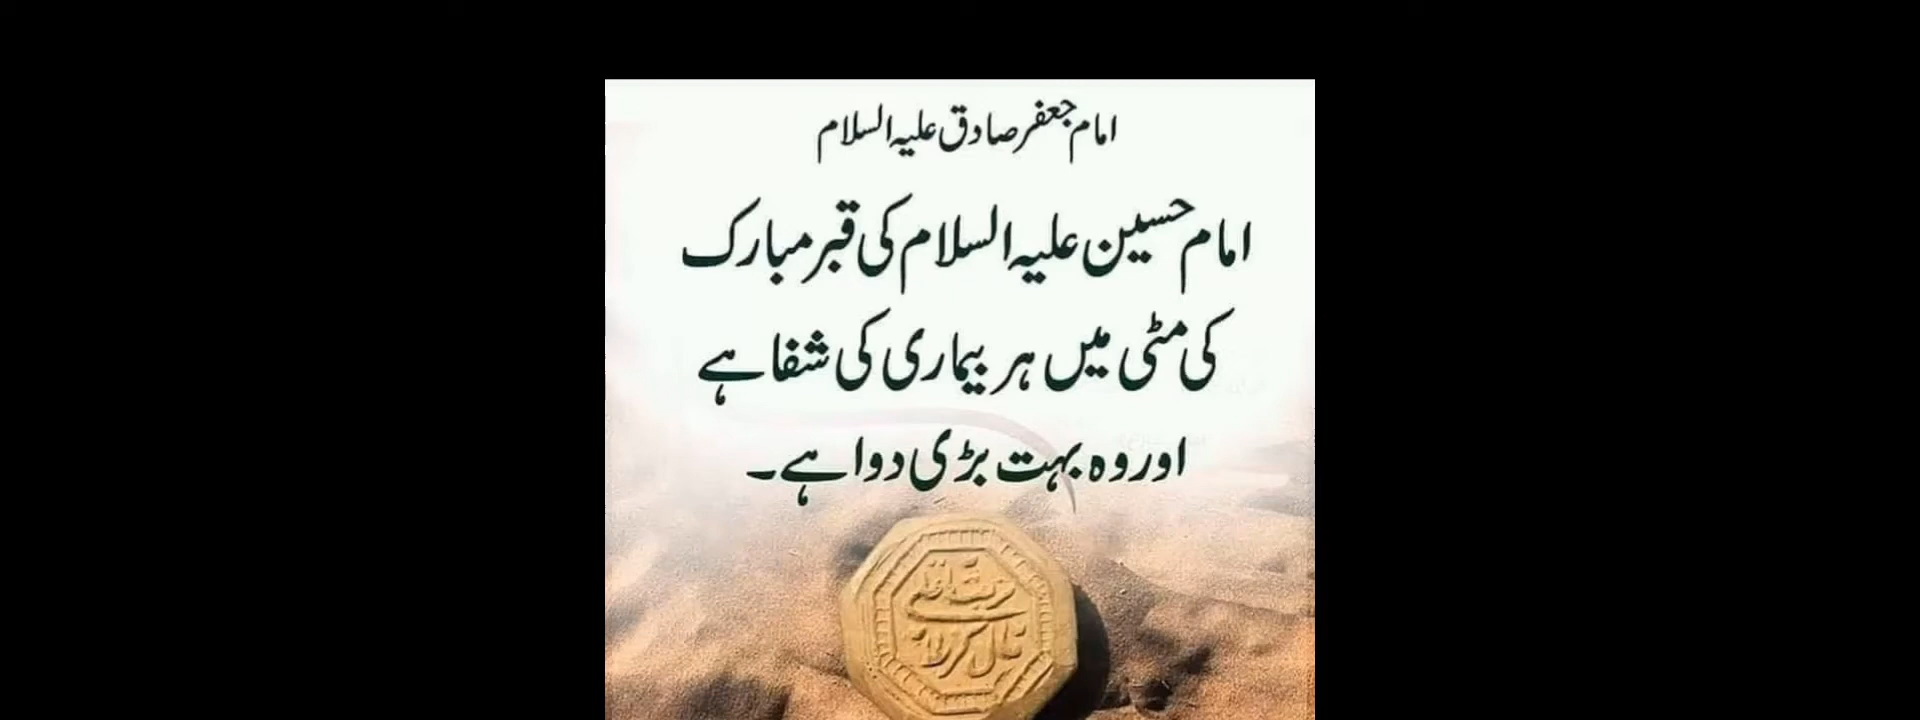 امام جعفر صادق علیہ السلام
امام حسین علیہ السلام کی قبر مبارک
کی مٹی میں ہر بیماری کی شفا ہے
اور وہ بہت بڑی دوا ہے۔